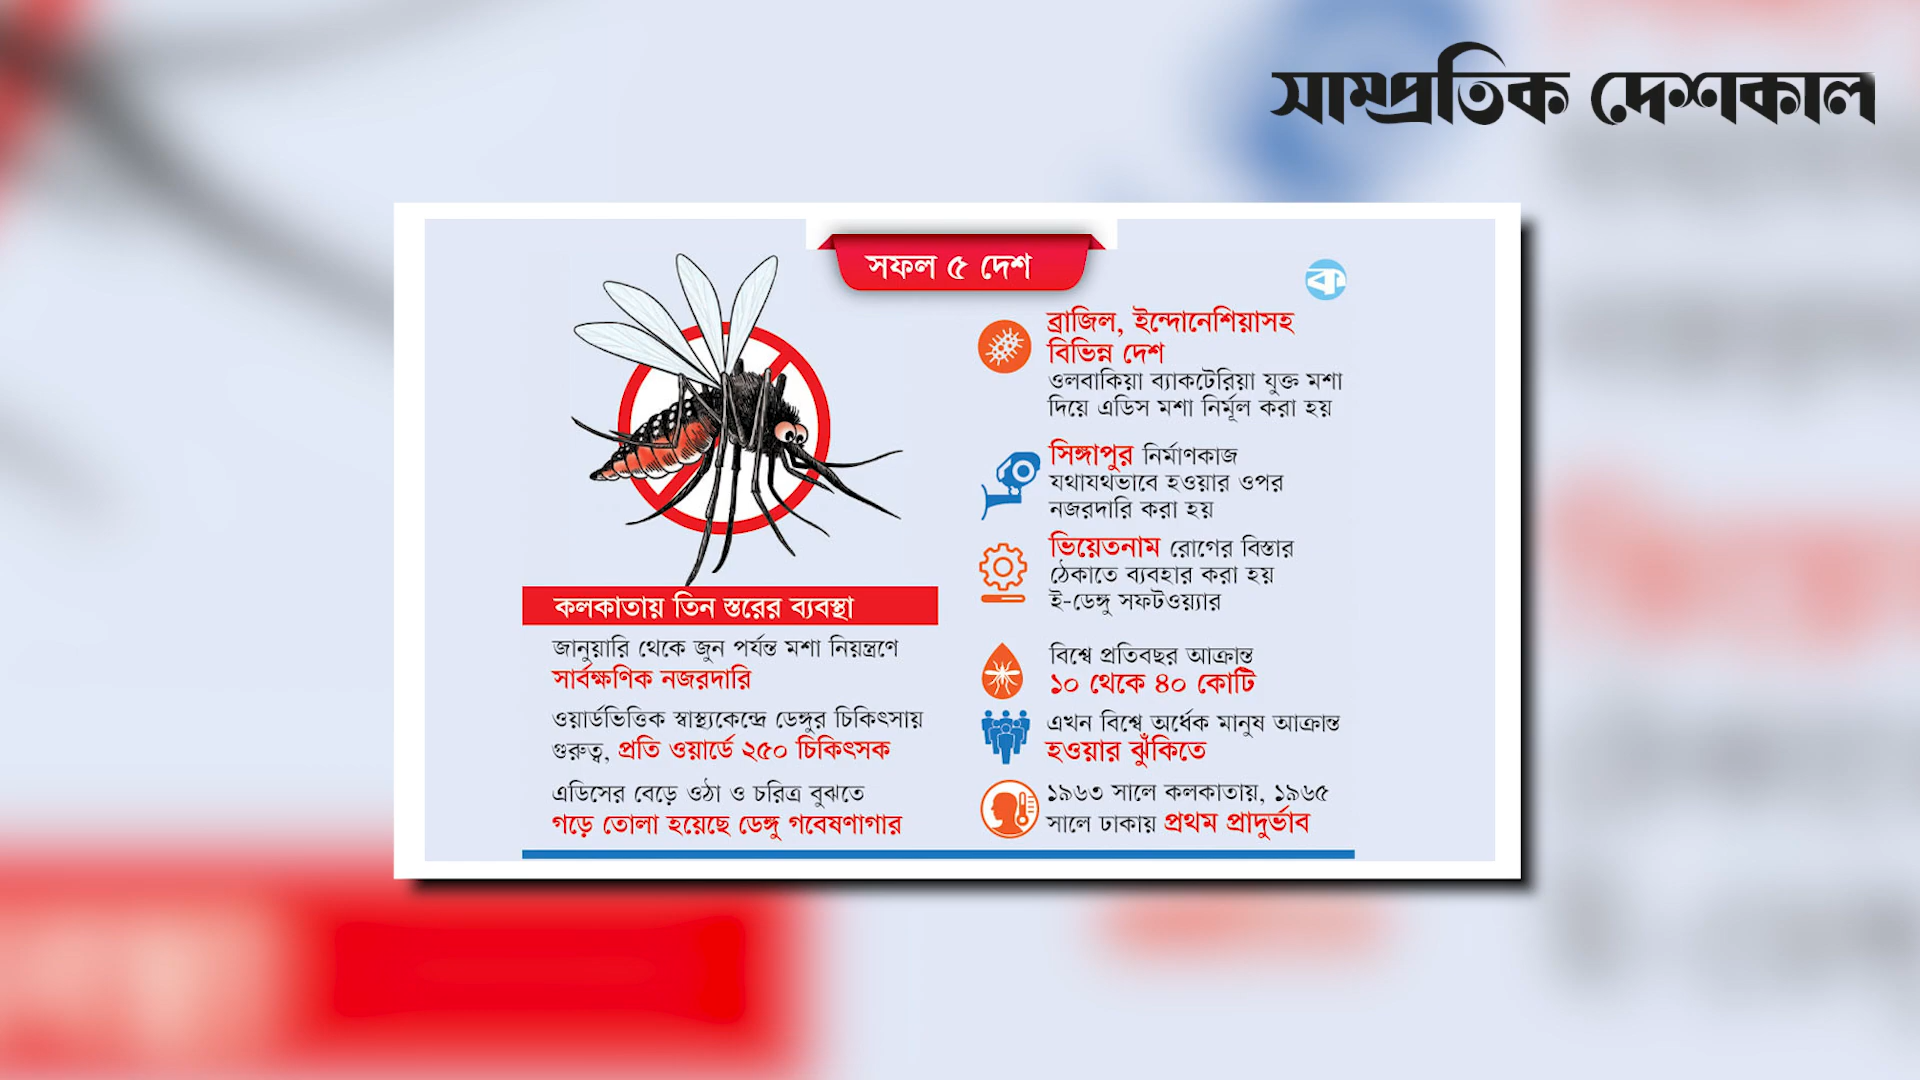 সাম্প্রতিক দেশকাল
সফল ৫ দেশ
ক
ব্রাজিল, ইন্দোনেশিয়াসহ
বিভিন্ন দেশ
ওলবাকিয়া ব্যাকটেরিয়া যুক্ত মশা
দিয়ে এডিস মশা নির্মূল করা হয়
সিঙ্গাপুর নির্মাণকাজ
যথাযথভাবে হওয়ার ওপর
নজরদারি করা হয়
ভিয়েতনাম রোগের বিস্তার
ঠেকাতে ব্যবহার করা হয়
ই-ডেঙ্গু সফটওয়্যার
বিশ্বে প্রতিবছর আক্রান্ত
১০ থেকে ৪০ কোটি
এখন বিশ্বে অর্ধেক মানুষ আক্রান্ত
হওয়ার ঝুঁকিতে
১৯৬৩ সালে কলকাতায়, ১৯৬৫
সালে ঢাকায় প্রথম প্রাদুর্ভাব
কলকাতায় তিন স্তরের ব্যবস্থা
জানুয়ারি থেকে জুন পর্যন্ত মশা নিয়ন্ত্রণে
সার্বক্ষণিক নজরদারি
ওয়ার্ডভিত্তিক স্বাস্থ্যকেন্দ্রে ডেঙ্গুর চিকিৎসায়
গুরুত্ব, প্রতি ওয়ার্ডে ২৫০ চিকিৎসক
এডিসের বেড়ে ওঠা ও চরিত্র বুঝতে
গড়ে তোলা হয়েছে ডেঙ্গু গবেষণাগার